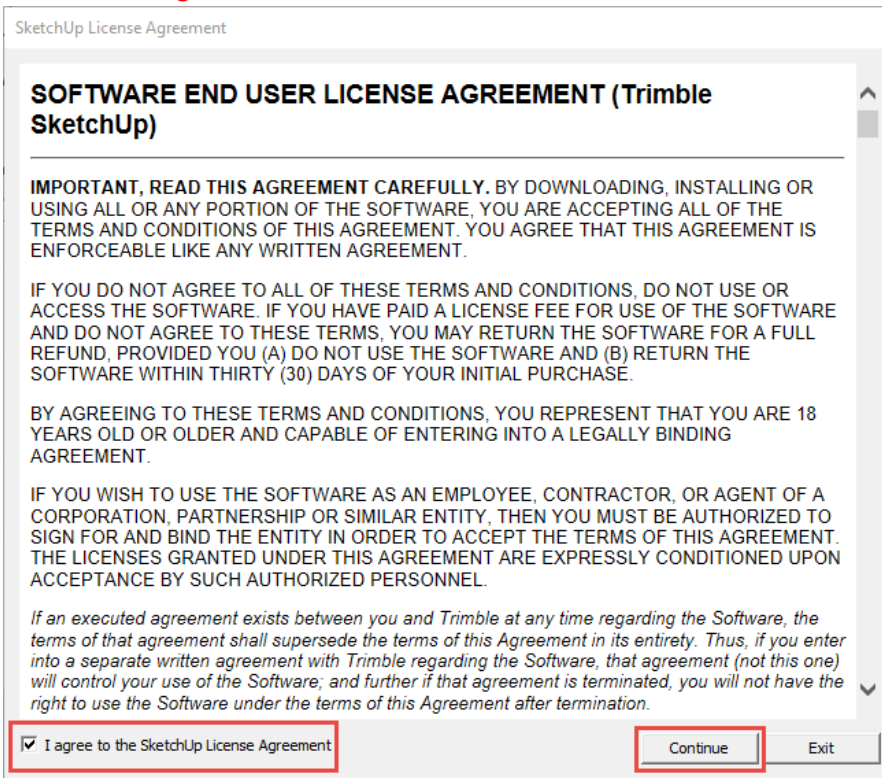 SketchUp License Agreement
SOFTWARE END USER LICENSE AGREEMENT (Trimble
SketchUp)
IMPORTANT, READ THIS AGREEMENT CAREFULLY. BY DOWNLOADING, INSTALLING OR
USING ALL OR ANY PORTION OF THE SOFTWARE, YOU ARE ACCEPTING ALL OF THE
TERMS AND CONDITIONS OF THIS AGREEMENT. YOU AGREE THAT THIS AGREEMENT IS
ENFORCEABLE LIKE ANY WRITTEN AGREEMENT.
IF YOU DO NOT AGREE TO ALL OF THESE TERMS AND CONDITIONS, DO NOT USE OR
ACCESS THE SOFTWARE. IF YOU HAVE PAID A LICENSE FEE FOR USE OF THE SOFTWARE
AND DO NOT AGREE TO THESE TERMS, YOU MAY RETURN THE SOFTWARE FOR A FULL
REFUND, PROVIDED YOU (A) DO NOT USE THE SOFTWARE AND (B) RETURN THE
SOFTWARE WITHIN THIRTY (30) DAYS OF YOUR INITIAL PURCHASE.
BY AGREEING TO THESE TERMS AND CONDITIONS, YOU REPRESENT THAT YOU ARE 18
YEARS OLD OR OLDER AND CAPABLE OF ENTERING INTO A LEGALLY BINDING
AGREEMENT.
IF YOU WISH TO USE THE SOFTWARE AS AN EMPLOYEE, CONTRACTOR, OR AGENT OF A
CORPORATION, PARTNERSHIP OR SIMILAR ENTITY, THEN YOU MUST BE AUTHORIZED TO
SIGN FOR AND BIND THE ENTITY IN ORDER TO ACCEPT THE TERMS OF THIS AGREEMENT.
THE LICENSES GRANTED UNDER THIS AGREEMENT ARE EXPRESSLY CONDITIONED UPON
ACCEPTANCE BY SUCH AUTHORIZED PERSONNEL.
If an executed agreement exists between you and Trimble at any time regarding the Software, the
terms of that agreement shall supersede the terms of this Agreement in its entirety. Thus, if you enter
into a separate written agreement with Trimble regarding the Software, that agreement (not this one)
will control your use of the Software; and further if that agreement is terminated, you will not have the
right to use the Software under the terms of this Agreement after termination.
I agree to the SketchUp License Agreement
Continue
Exit